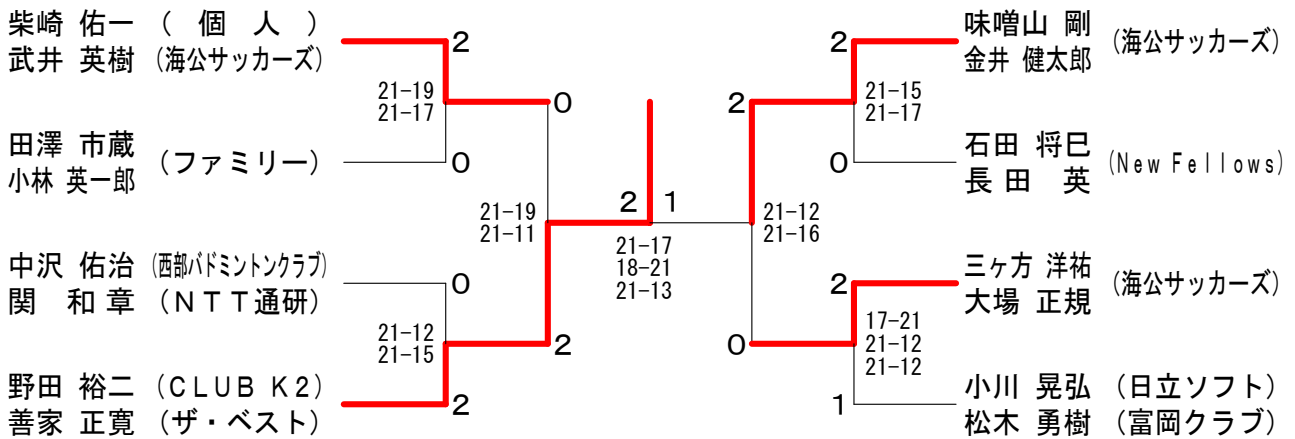 柴崎 佑一 ( 個 人 )
武井 英樹 (海公サッカーズ)
2
21-19
21-17
0
田澤 市蔵
小林 英一郎
(ファミリー)
0
21-19
21-11
中沢 佑治 (西部バドミントンクラブ)
関 和章 (NTT通研)
0
21-12
21-15
2
野田 裕二 (CLUB K2)
善家 正寛 (ザ・ベスト)
2
2 1
21-17
18-21
21-13
味増山 剛
金井 健太郎
(海公サッカーズ)
2
21-15
21-17
2
石田 将巳
長田 英
(New Fellows)
0
21-12
21-16
三ヶ方 洋祐
大場 正規
(海公サッカーズ)
2
17-21
21-12
21-12
0
小川 晃弘 (日立ソフト)
松木 勇樹 (富岡クラブ)
1